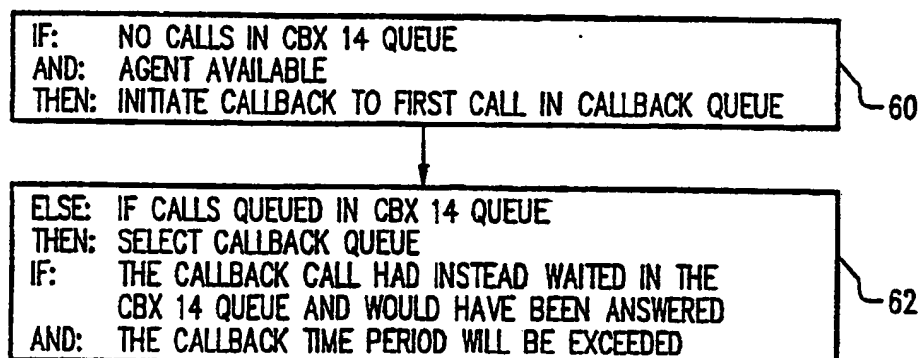 IF: NO CALLS IN CBX 14 QUEUE
AND: AGENT AVAILABLE
THEN: INITIATE CALLBACK TO FIRST CALL IN CALLBACK QUEUE
60
ELSE: IF CALLS QUEUED IN CBX 14 QUEUE
THEN: SELECT CALLBACK QUEUE
IF: THE CALLBACK CALL HAD INSTEAD WAITED IN THE
CBX 14 QUEUE AND WOULD HAVE BEEN ANSWERED
AND: THE CALLBACK TIME PERIOD WILL BE EXCEEDED
62